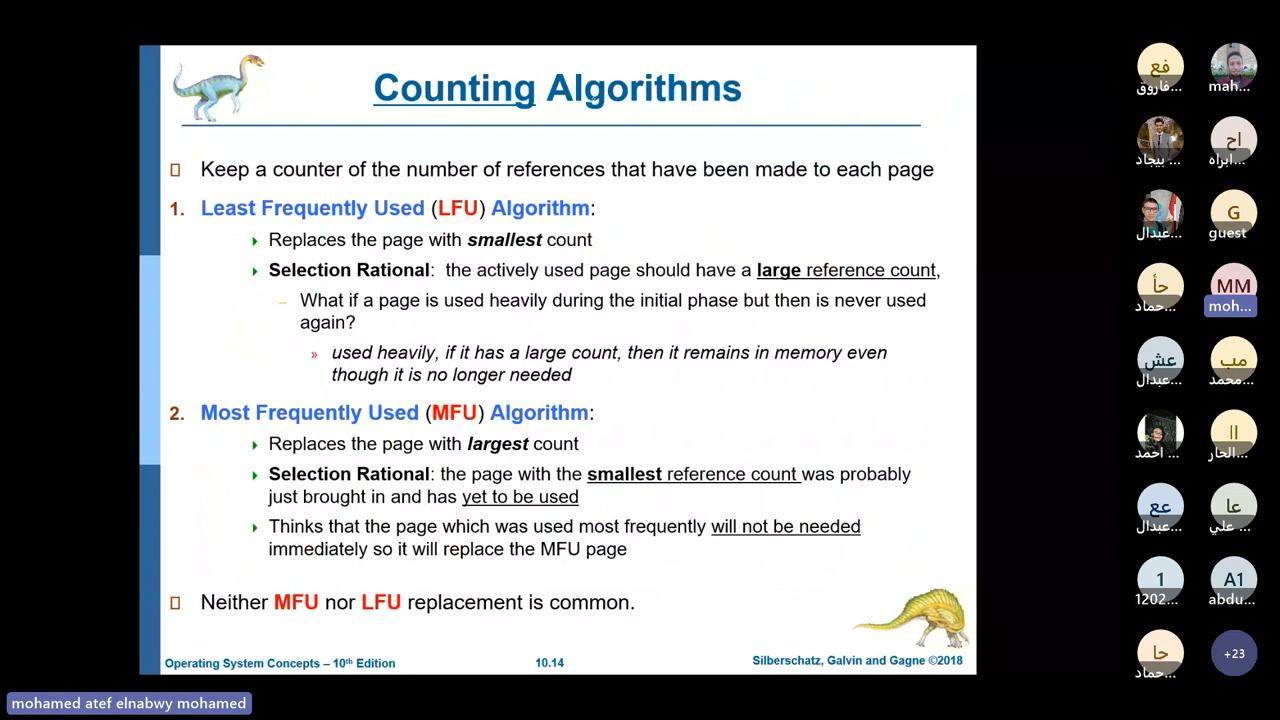 Counting Algorithms
Keep a counter of the number of references that have been made to each page
1. Least Frequently Used (LFU) Algorithm:
Replaces the page with smallest count
Selection Rational: the actively used page should have a large reference count,
– What if a page is used heavily during the initial phase but then is never used
again?
» used heavily, if it has a large count, then it remains in memory even
though it is no longer needed
2. Most Frequently Used (MFU) Algorithm:
Replaces the page with largest count
Selection Rational: the page with the smallest reference count was probably
just brought in and has yet to be used
Thinks that the page which was used most frequently will not be needed
immediately so it will replace the MFU page
Neither MFU nor LFU replacement is common.
Operating System Concepts – 10th Edition
10.14
Silberschatz, Galvin and Gagne ©2018
mohamed atef elnabwy mohamed
فع
فاروق...
mah...
بيجاد...
اح
ابراه...
عبدال...
G
guest
حأ
حماد...
MM
moh...
عش
عبدال...
مب
محمد...
احمد...
اا
الحار...
عع
عبدال...
عا
علي...
1
1202...
A1
abdu...
حا
حماد...
+23